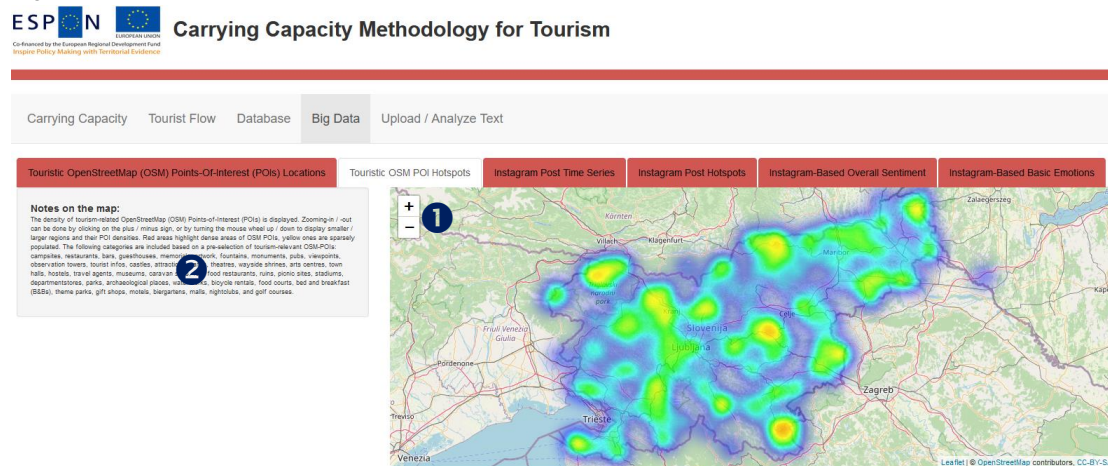 ESPON
EUROPEAN UNION
Co-financed by the European Regional Development Fund
Inspire Policy Making with Territorial Evidence
Carrying Capacity Methodology for Tourism
Carrying Capacity Tourist Flow Database Big Data Upload / Analyze Text
Touristic OpenStreetMap (OSM) Points-Of-Interest (POIs) Locations Touristic OSM POI Hotspots Instagram Post Time Series Instagram Post Hotspots Instagram-Based Overall Sentiment Instagram-Based Basic Emotions
Notes on the map:
The density of tourism-related OpenStreetMap (OSM) Points-of-Interest (POIs) is displayed. Zooming-in / -out
can be done by clicking on the plus / minus sign, or by turning the mouse wheel up / down to display smaller /
larger regions and their POI densities. Red areas highlight dense areas of OSM POIs, yellow ones are sparsely
populated. The following categories are included based on a pre-selection of tourism-relevant OSM-POIs:
campsites, restaurants, bars, guesthouses, memorials, fountains, monuments, pubs, viewpoints,
observation towers, tourist infos, castles, theatres, wayside shrines, arts centres, town
halls, hostels, travel agents, museums, caravan food restaurants, ruins, picnic sites, stadiums,
departmentstores, parks, archaeological places, bicycle rentals, food courts, bed and breakfast
(B&Bs), theme parks, gift shops, motels, biergartens, malls, nightclubs, and golf courses.
+
−
1
2
Zalaegerszeg
Kärnten
Villach
Klagenfurt
Maribor
park
Kranj
Celje
Friuli Venezia
Giulia
Slovenija
Ljubljana
Pordenone
Zagreb
Treviso
Trieste
Venezia
Leaflet | © OpenStreetMap contributors, CC-BY-S